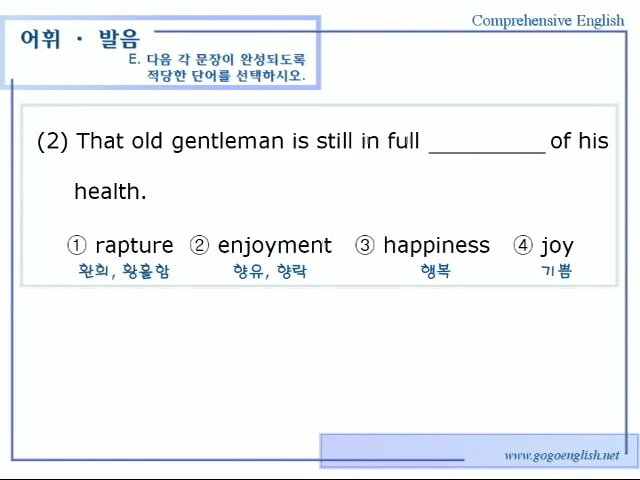 Comprehensive English
어휘 · 발음
E. 다음 각 문장이 완성되도록
적당한 단어를 선택하시오.
(2) That old gentleman is still in full __________ of his
health.
① rapture ② enjoyment ③ happiness ④ joy
환희, 황홀함 향유, 향락 행복 기쁨
www.gogoenglish.net